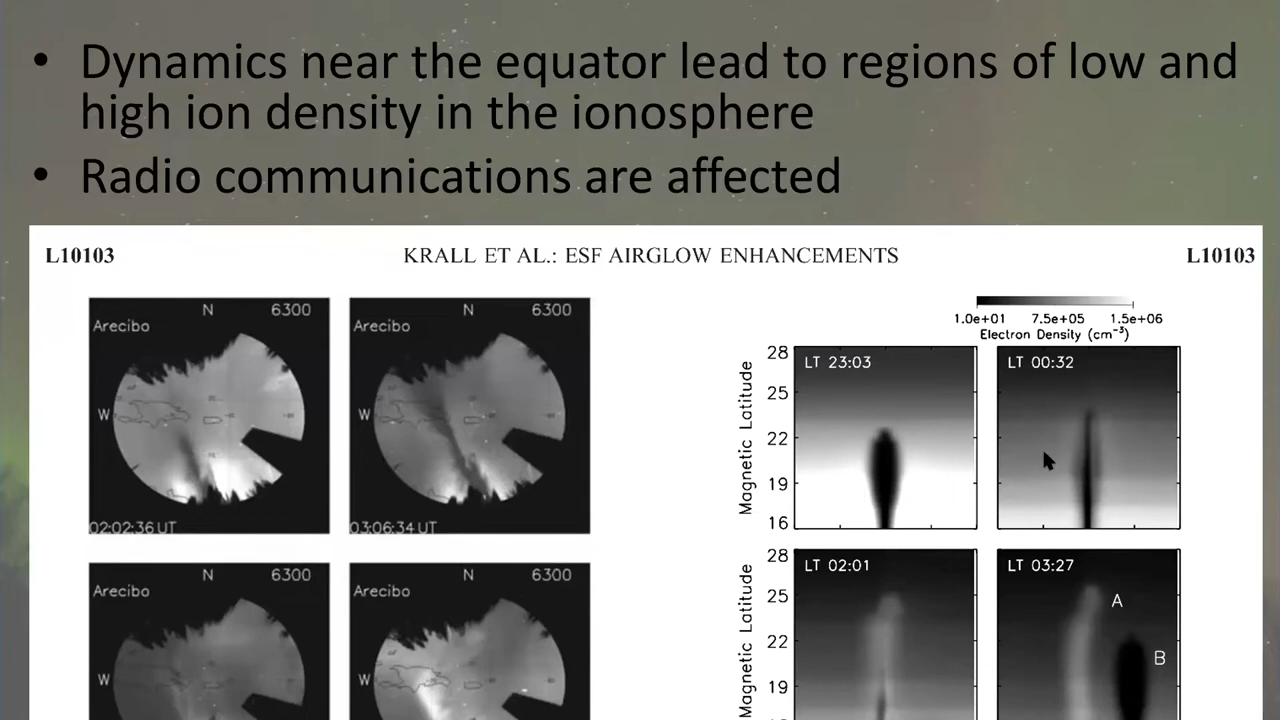 • Dynamics near the equator lead to regions of low and
high ion density in the ionosphere
• Radio communications are affected
L10103 KRALL ET AL.: ESF AIRGLOW ENHANCEMENTS L10103
N 6300
Arecibo
W
02:02:36 UT
N 6300
Arecibo
03:06:34 UT
1.0e+01 7.5e+05 1.5e+06
Electron Density (cm⁻³)
Magnetic Latitude
28
25
22
19
16
LT 23:03
LT 00:32
N 6300
Arecibo
W
N 6300
Arecibo
W
Magnetic Latitude
28
25
22
19
LT 02:01
LT 03:27
A
B